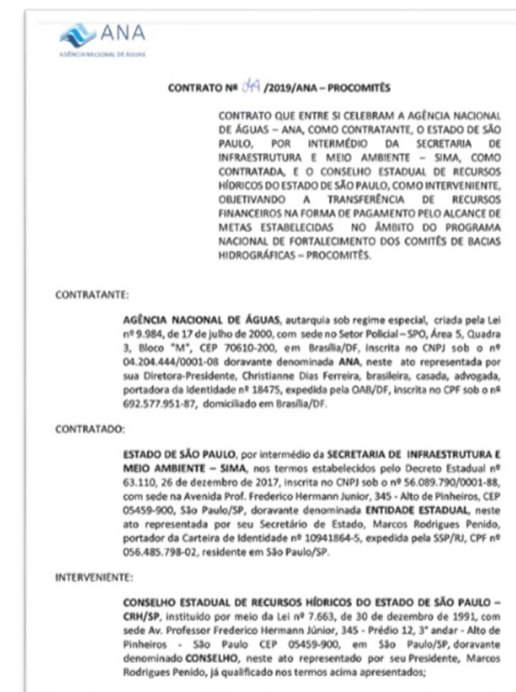 ANA
AGÊNCIA NACIONAL DE ÁGUAS
CONTRATO Nº /2019/ANA – PROCOMITÊS
CONTRATO QUE ENTRE SI CELEBRAM A AGÊNCIA NACIONAL
DE ÁGUAS – ANA, COMO CONTRATANTE, O ESTADO DE SÃO
PAULO, POR INTERMÉDIO DA SECRETARIA DE
INFRAESTRUTURA E MEIO AMBIENTE – SIMA, COMO
CONTRATADA, E O CONSELHO ESTADUAL DE RECURSOS
HÍDRICOS DO ESTADO DE SÃO PAULO, COMO INTERVENIENTE,
OBJETIVANDO A TRANSFERÊNCIA DE RECURSOS
FINANCEIROS NA FORMA DE PAGAMENTO PELO ALCANCE DE
METAS ESTABELECIDAS NO ÂMBITO DO PROGRAMA
NACIONAL DE FORTALECIMENTO DOS COMITÊS DE BACIAS
HIDROGRÁFICAS – PROCOMITÊS.
CONTRATANTE:
AGÊNCIA NACIONAL DE ÁGUAS, autarquia sob regime especial, criada pela Lei
nº 9.984, de 17 de julho de 2000, com sede no Setor Policial – SPO, Área 5, Quadra
3, Bloco "M", CEP 70610-200, em Brasília/DF, inscrita no CNPJ sob o nº
04.204.444/0001-08 doravante denominada ANA, neste ato representada por
sua Diretora-Presidente, Christianne Dias Ferreira, brasileira, casada, advogada,
portadora da Identidade nº 18475, expedida pela OAB/DF, inscrita no CPF sob o nº
692.577.951-87, domiciliado em Brasília/DF.
CONTRATADO:
ESTADO DE SÃO PAULO, por intermédio da SECRETARIA DE INFRAESTRUTURA E
MEIO AMBIENTE – SIMA, nos termos estabelecidos pelo Decreto Estadual nº
63.110, 26 de dezembro de 2017, inscrita no CNPJ sob o nº 56.089.790/0001-88,
com sede na Avenida Prof. Frederico Hermann Junior, 345 - Alto de Pinheiros, CEP
05459-900, São Paulo/SP, doravante denominada ENTIDADE ESTADUAL, neste
ato representada por seu Secretário de Estado, Marcos Rodrigues Penido,
portador da Carteira de Identidade nº 10941864-5, expedida pela SSP/RJ, CPF nº
056.485.798-02, residente em São Paulo/SP.
INTERVENIENTE:
CONSELHO ESTADUAL DE RECURSOS HÍDRICOS DO ESTADO DE SÃO PAULO –
CRH/SP, instituído por meio da Lei nº 7.663, de 30 de dezembro de 1991, com
sede Av. Professor Frederico Hermann Júnior, 345 - Prédio 12, 3° andar - Alto de
Pinheiros - São Paulo CEP 05459-900, em São Paulo/SP, doravante
denominado CONSELHO, neste ato representado por seu Presidente, Marcos
Rodrigues Penido, já qualificado nos termos acima apresentados;